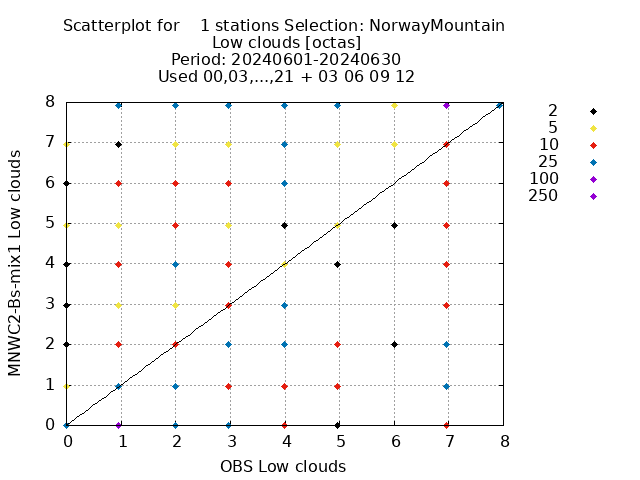 Scatterplot for 1 stations Selection: NorwayMountain
Low clouds [octas]
Period: 20240601-20240630
Used 00,03,...,21 + 03 06 09 12
8
7
6
5
4
3
2
1
0
MNWC2-Bs-mix1 Low clouds
0 1 2 3 4 5 6 7 8
OBS Low clouds
2
5
10
25
100
250